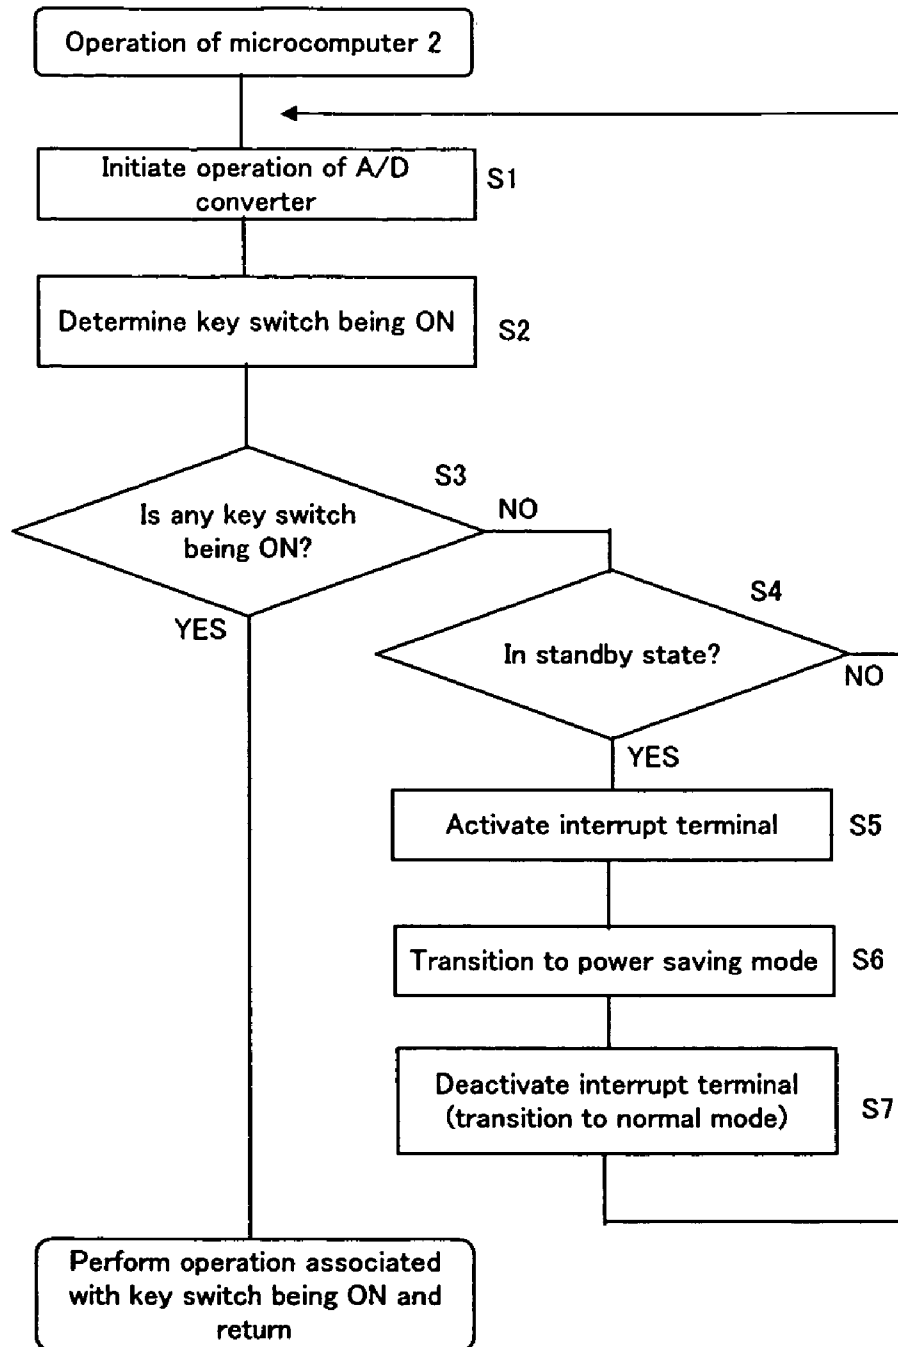 Operation of microcomputer 2
Initiate operation of A/D
converter
S1
Determine key switch being ON
S2
S3
Is any key switch
being ON?
NO
YES
S4
In standby state?
NO
YES
Activate interrupt terminal
S5
Transition to power saving mode
S6
Deactivate interrupt terminal
(transition to normal mode)
S7
Perform operation associated
with key switch being ON and
return